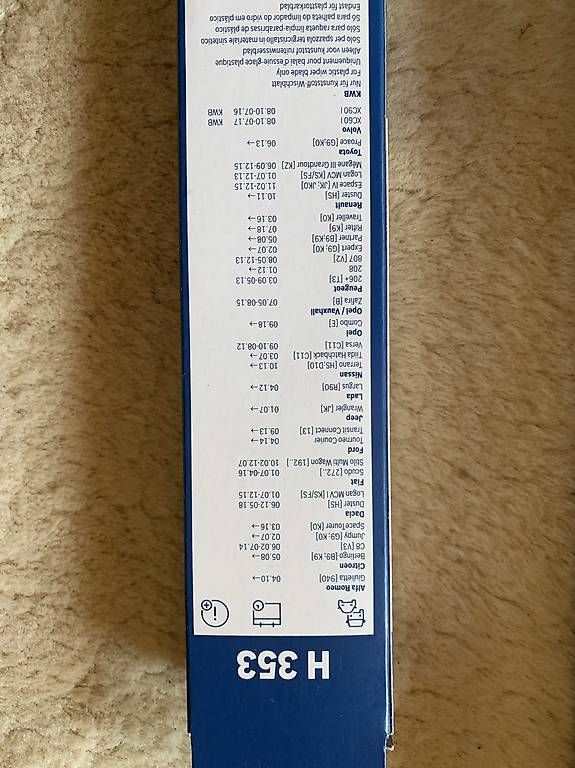 H 353
Alfa Romeo
Giulietta [940] 04.10→
Citroen
Berlingo [B9, K9] 05.08→
C8 [V3] 06.02-07.14
Jumpy [G9, K0] 02.07→
SpaceTourer [K0] 03.16→
Dacia
Duster [HS] 06.12-05.18
Logan MCV I [KS/FS] 01.07-12.15
Fiat
Scudo [272..] 01.07-04.16
Stilo Multi Wagon [192..] 10.02-12.07
Ford
Tourneo Courier 04.14→
Transit Connect [13] 09.13→
Jeep
Wrangler [JK] 01.07→
Lada
Largus [R90] 04.12→
Nissan
Terrano [HS;D10] 10.13→
Tiida Hatchback [C11] 03.07→
Versa [C11] 09.10-08.12
Opel
Combo [E] 09.18→
Opel / Vauxhall
Zafira [B] 07.05-08.15
Peugeot
206+ [T3] 03.09-05.13
208 01.12→
807 [V2] 08.05-12.13
Expert [G9; K0] 02.07→
Partner [B9;K9] 05.08→
Rifter [K9] 07.18→
Traveller [K0] 03.16→
Renault
Duster [HS] 10.11→
Espace IV [JK; JK0] 11.02-12.15
Logan MCV [KS/FS] 01.07-12.13
Mégane III Grandtour [KZ] 06.09-12.15
Toyota
Proace [G9;K0] 06.13→
Volvo
XC60 I 08.10-07.17 KWB
XC90 I 08.10-07.16 KWB
KWB
Nur für Kunststoff-Wischblatt
For plastic wiper blade only
Uniquement pour balai d'essuie-glace plastique
Alleen voor kunststof ruitenwisserblad
Solo per spazzola tergicristallo in materiale sintetico
Sólo para raqueta limpia-parabrisas de plástico
Só para palheta do limpador do vidro em plástico
Endast för plasttorkarblad